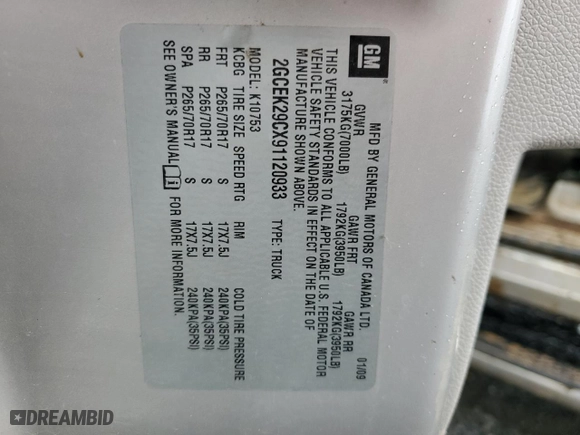 GM
MFD BY GENERAL MOTORS OF CANADA LTD. 01/09
GVWR GAWR FRT GAWR RR
3175KG(7000LB) 1792KG(3950LB) 1792KG(3950LB)
THIS VEHICLE CONFORMS TO ALL APPLICABLE U.S. FEDERAL MOTOR
VEHICLE SAFETY STANDARDS IN EFFECT ON THE DATE OF
MANUFACTURE SHOWN ABOVE.
2GCEK29CX91120933 TYPE: TRUCK
MODEL: K10753
KCBG TIRE SIZE SPEED RTG RIM COLD TIRE PRESSURE
FRT P265/70R17 S 17X7.5J 240KPA(35PSI)
RR P265/70R17 S 17X7.5J 240KPA(35PSI)
SPA P265/70R17 S 17X7.5J 240KPA(35PSI)
SEE OWNER'S MANUAL FOR MORE INFORMATION.
DREAMBID